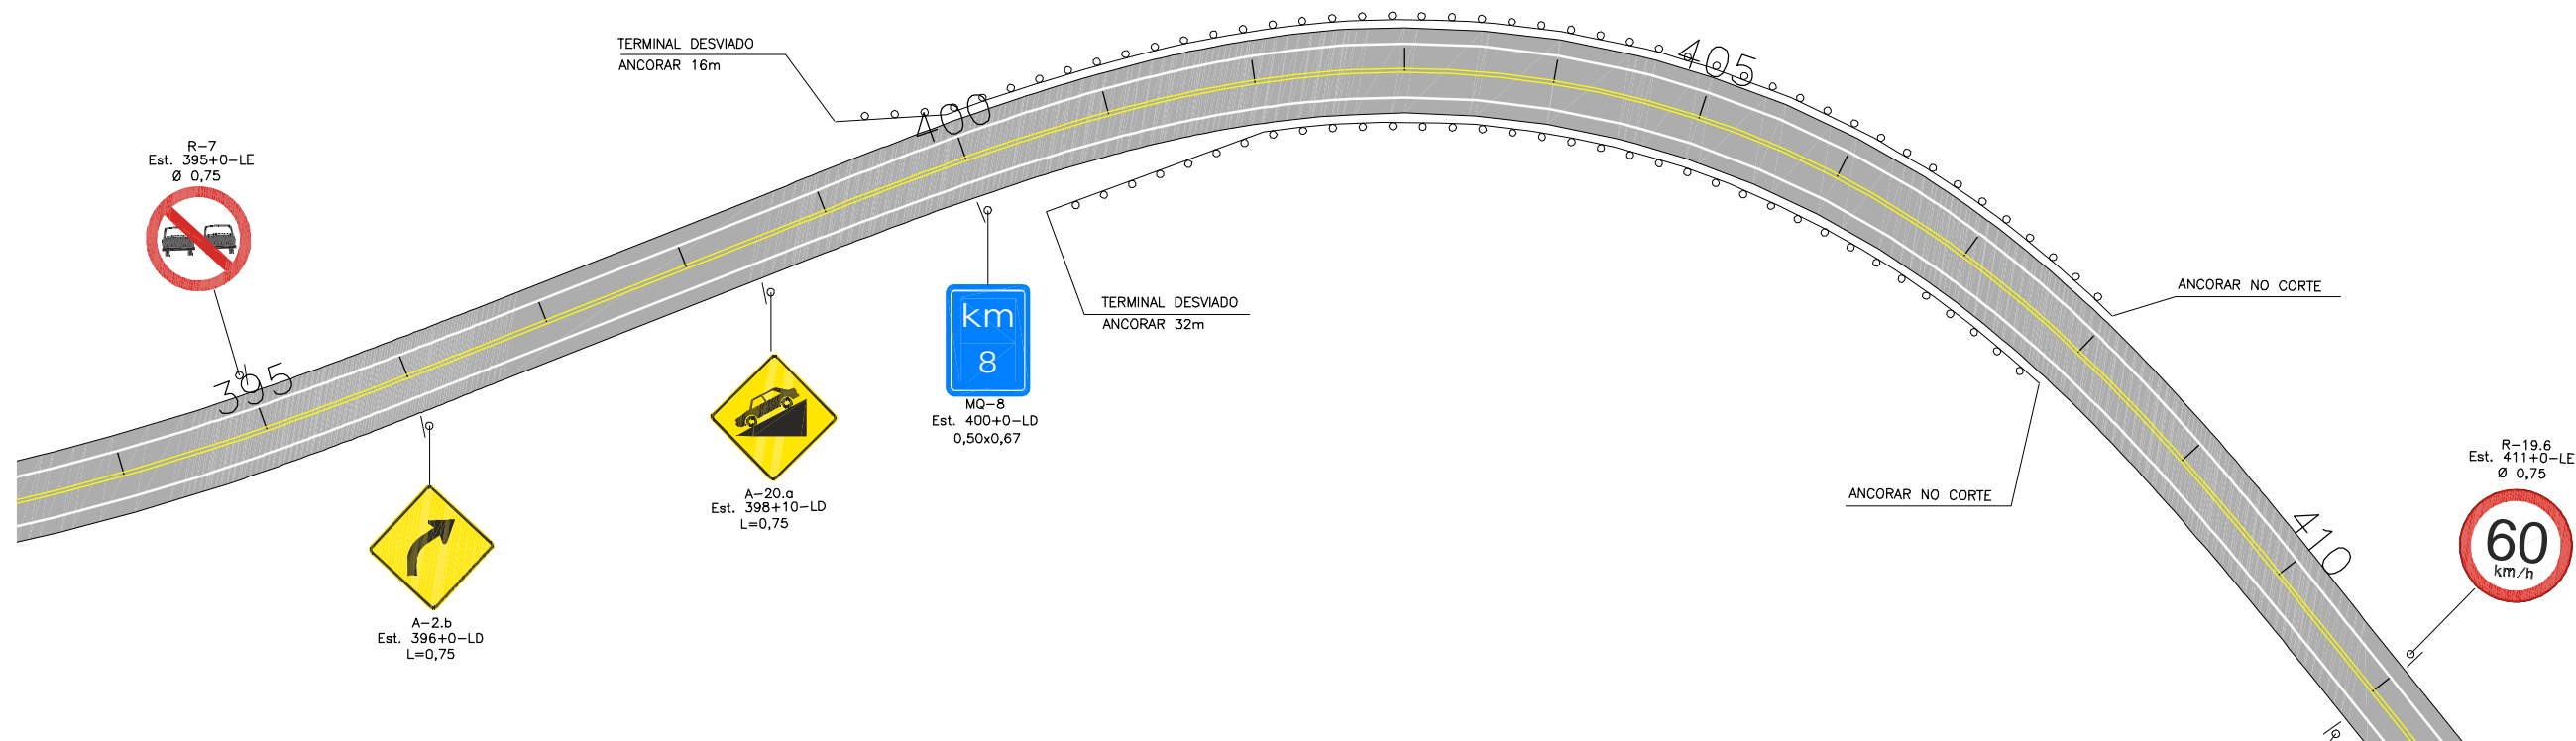 TERMINAL DESVIADO
ANCORAR 16m
405
400
R-7
Est. 395+0-LE
Ø 0,75
395
ANCORAR NO CORTE
TERMINAL DESVIADO
ANCORAR 32m
km
8
MQ-8
Est. 400+0-LD
0,50x0,67
A-20.a
Est. 398+10-LD
L=0,75
ANCORAR NO CORTE
R-19.6
Est. 411+0-LE
Ø 0,75
410
60
km/h
A-2.b
Est. 396+0-LD
L=0,75